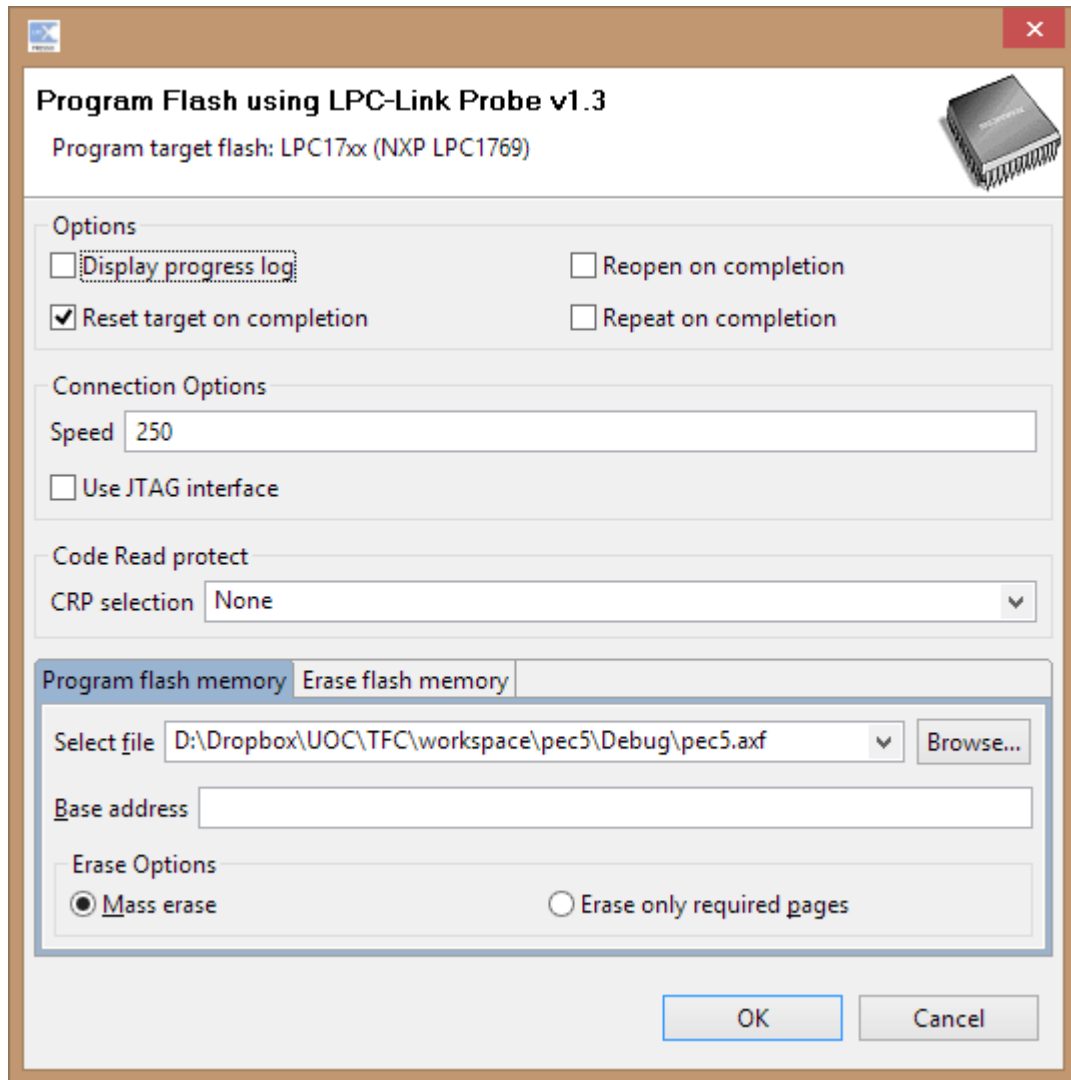 Program Flash using LPC-Link Probe v1.3
Program target flash: LPC17xx (NXP LPC1769)
Options
Display progress log
Reopen on completion
Reset target on completion
Repeat on completion
Connection Options
Speed 250
Use JTAG interface
Code Read protect
CRP selection None
Program flash memory Erase flash memory
Select file D:\Dropbox\UOC\TFC\workspace\pec5\Debug\pec5.axf Browse...
Base address
Erase Options
Mass erase
Erase only required pages
OK Cancel